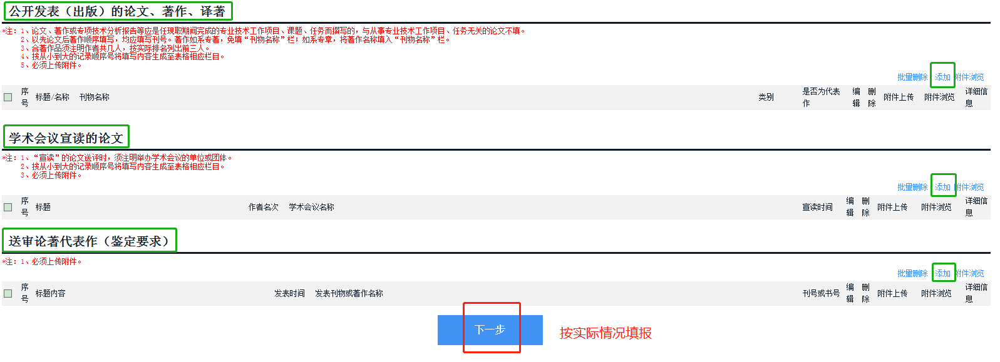 公开发表（出版）的论文、著作、译著
*注：1、论文、著作或专项技术分析报告等应是任现职期间完成的专业技术工作项目、课题、任务而撰写的，与从事专业技术工作项目、任务无关的论文不填。
2、以先论文后著作顺序填写，均应填写刊号。著作如系专著，免填“刊物名称”栏；如系专章，将著作名称填入“刊物名称”栏。
3、合著作品须注明作者共几人，按实际排名列出前三人。
4、按从小到大的记录顺序号将填写内容生成至表格相应栏目。
5、必须上传附件。
批量删除 添加 附件浏览
序号 标题/名称 刊物名称 类别 是否为代表作 编辑 删除 附件上传 附件浏览 详细信息
学术会议宣读的论文
*注：1、“宣读”的论文送评时，须注明举办学术会议的单位或团体。
2、按从小到大的记录顺序号将填写内容生成至表格相应栏目。
3、必须上传附件。
批量删除 添加 附件浏览
序号 标题 作者名次 学术会议名称 宣读时间 编辑 删除 附件上传 附件浏览 详细信息
送审论著代表作（鉴定要求）
*注：1、必须上传附件。
批量删除 添加 附件浏览
序号 标题内容 发表时间 发表刊物或著作名称 刊号或书号 编辑 删除 附件上传 附件浏览 详细信息
下一步 按实际情况填报